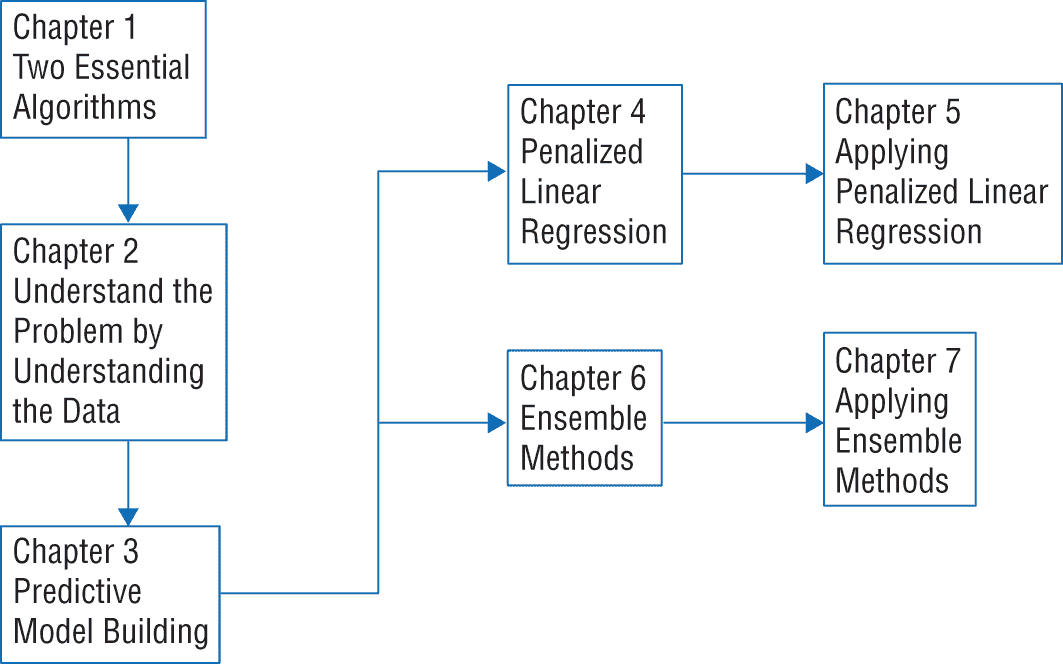 Chapter 1
Two Essential
Algorithms
Chapter 2
Understand the
Problem by
Understanding
the Data
Chapter 3
Predictive
Model Building
Chapter 4
Penalized
Linear
Regression
Chapter 5
Applying
Penalized Linear
Regression
Chapter 6
Ensemble
Methods
Chapter 7
Applying
Ensemble
Methods